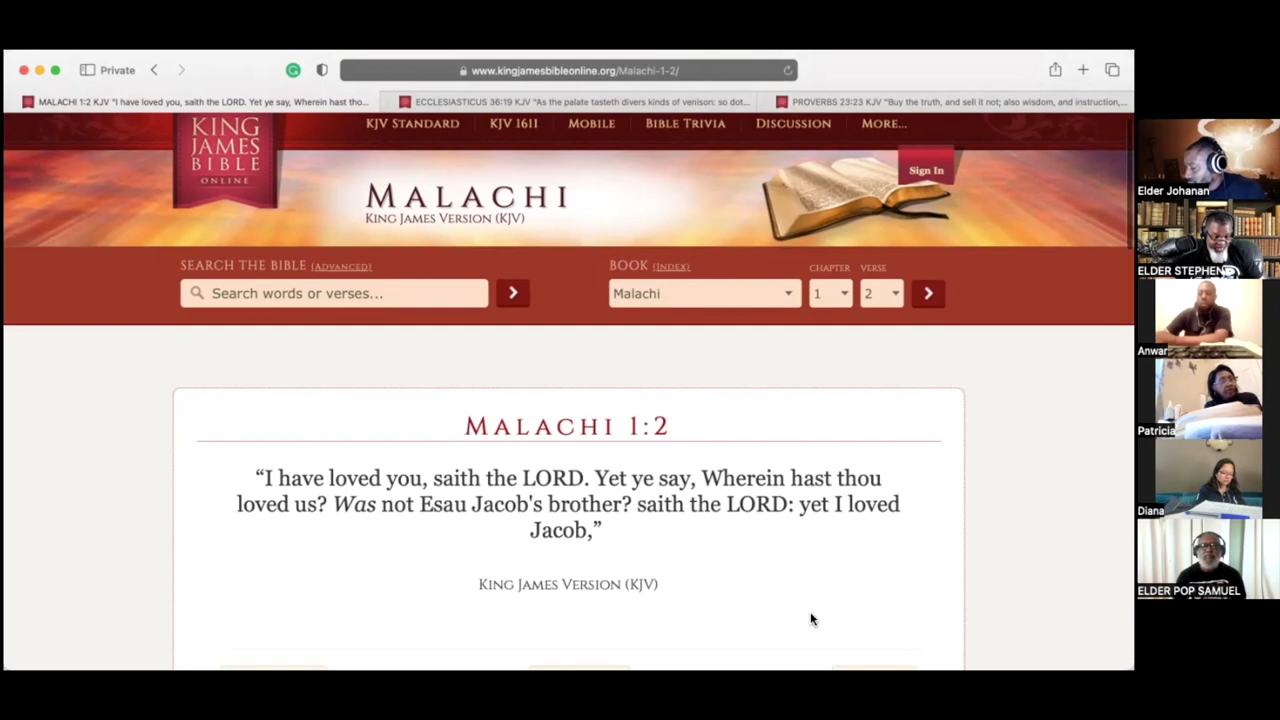 Private
www.kingjamesbibleonline.org/Malachi-1-2/
MALACHI 1:2 KJV "I have loved you, saith the LORD. Yet ye say, Wherein hast tho...
ECCLESIASTICUS 36:19 KJV "As the palate tasteth divers kinds of venison: so dot...
PROVERBS 23:23 KJV "Buy the truth, and sell it not; also wisdom, and instruction,...
KING
JAMES
BIBLE
ONLINE
KJV STANDARD
KJV 1611
MOBILE
BIBLE TRIVIA
DISCUSSION
MORE...
Sign In
MALACHI
KING JAMES VERSION (KJV)
SEARCH THE BIBLE (ADVANCED)
BOOK (INDEX)
CHAPTER
VERSE
Search words or verses...
Malachi
1
2
MALACHI 1:2
“I have loved you, saith the LORD. Yet ye say, Wherein hast thou
loved us? Was not Esau Jacob's brother? saith the LORD: yet I loved
Jacob,”
KING JAMES VERSION (KJV)
Elder Johanan
ELDER STEPHEN
Anwar
Patricia
Diana
ELDER POP SAMUEL